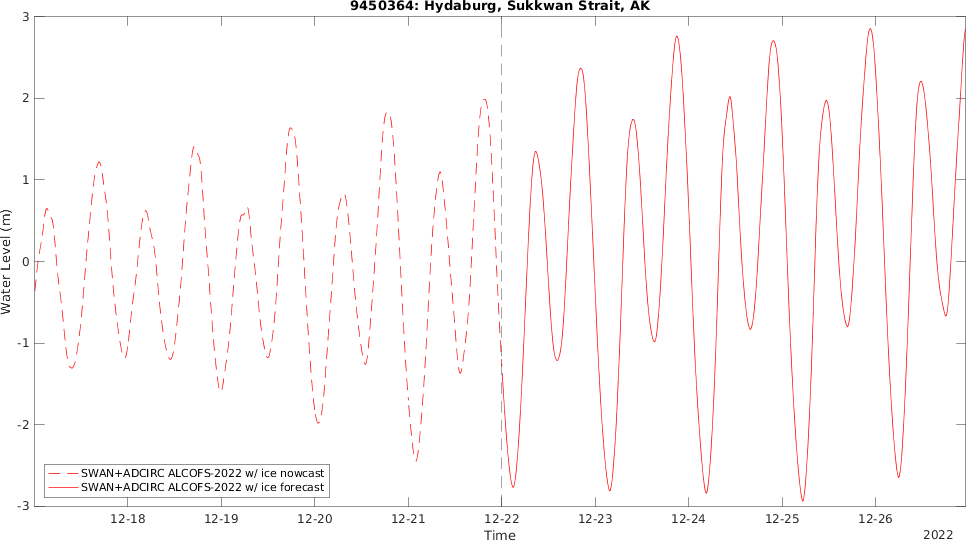 9450364: Hydaburg, Sukkwan Strait, AK
3
2
1
0
-1
-2
-3
Water Level (m)
SWAN+ADCIRC ALCOFS-2022 w/ ice nowcast
SWAN+ADCIRC ALCOFS-2022 w/ ice forecast
12-18 12-19 12-20 12-21 12-22 12-23 12-24 12-25 12-26
Time
2022